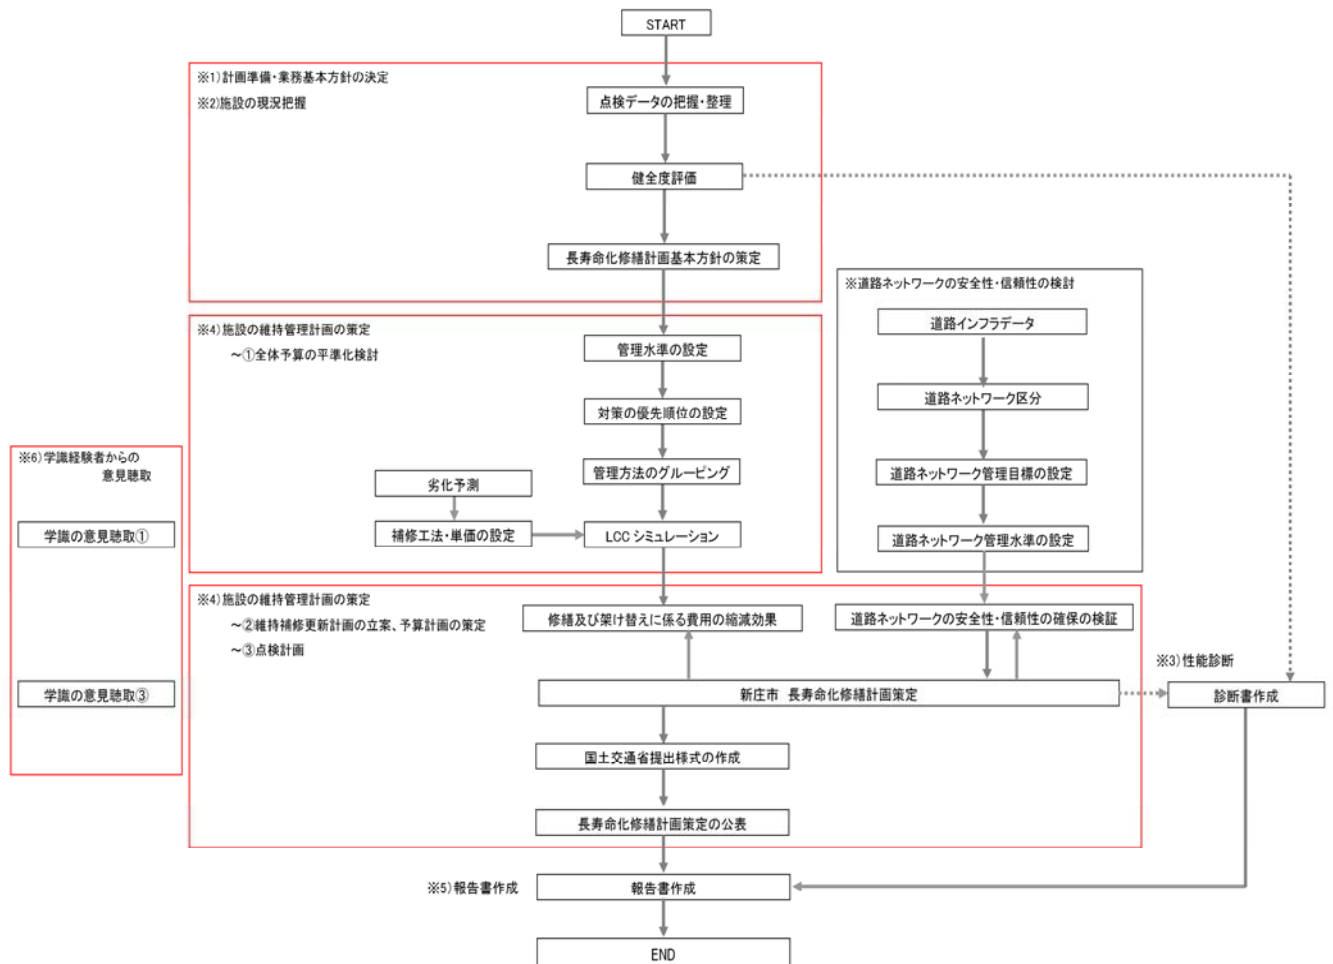 START
※1)計画準備・業務基本方針の決定
※2)施設の現況把握
点検データの把握・整理
健全度評価
長寿命化修繕計画基本方針の策定
※道路ネットワークの安全性・信頼性の検討
道路インフラデータ
道路ネットワーク区分
道路ネットワーク管理目標の設定
道路ネットワーク管理水準の設定
※4)施設の維持管理計画の策定
～①全体予算の平準化検討
管理水準の設定
対策の優先順位の設定
管理方法のグルーピング
劣化予測
補修工法・単価の設定
LCCシミュレーション
※6)学識経験者からの
意見聴取
学識の意見聴取①
学識の意見聴取③
※4)施設の維持管理計画の策定
～②維持補修更新計画の立案、予算計画の策定
～③点検計画
修繕及び架け替えに係る費用の縮減効果
道路ネットワークの安全性・信頼性の確保の検証
新庄市 長寿命化修繕計画策定
※3)性能診断
診断書作成
国土交通省提出様式の作成
長寿命化修繕計画策定の公表
※5)報告書作成
報告書作成
END